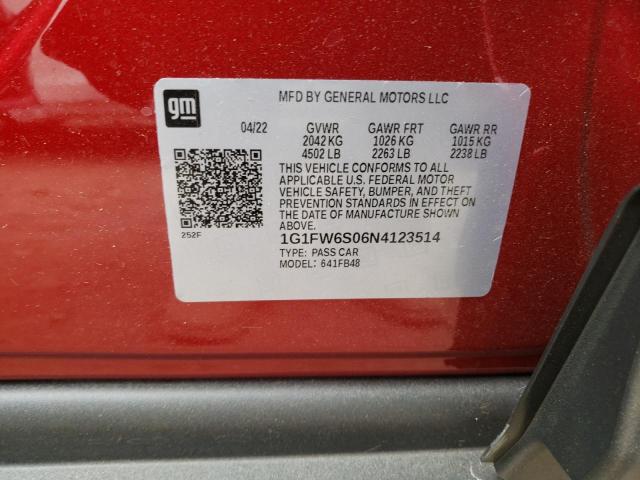 gm
MFD BY GENERAL MOTORS LLC
04/22 GVWR GAWR FRT GAWR RR
2042 KG 1026 KG 1015 KG
4502 LB 2263 LB 2238 LB
THIS VEHICLE CONFORMS TO ALL
APPLICABLE U.S. FEDERAL MOTOR
VEHICLE SAFETY, BUMPER, AND THEFT
PREVENTION STANDARDS IN EFFECT ON
THE DATE OF MANUFACTURE SHOWN
ABOVE.
252F
1G1FW6S06N4123514
TYPE: PASS CAR
MODEL: 641FB48